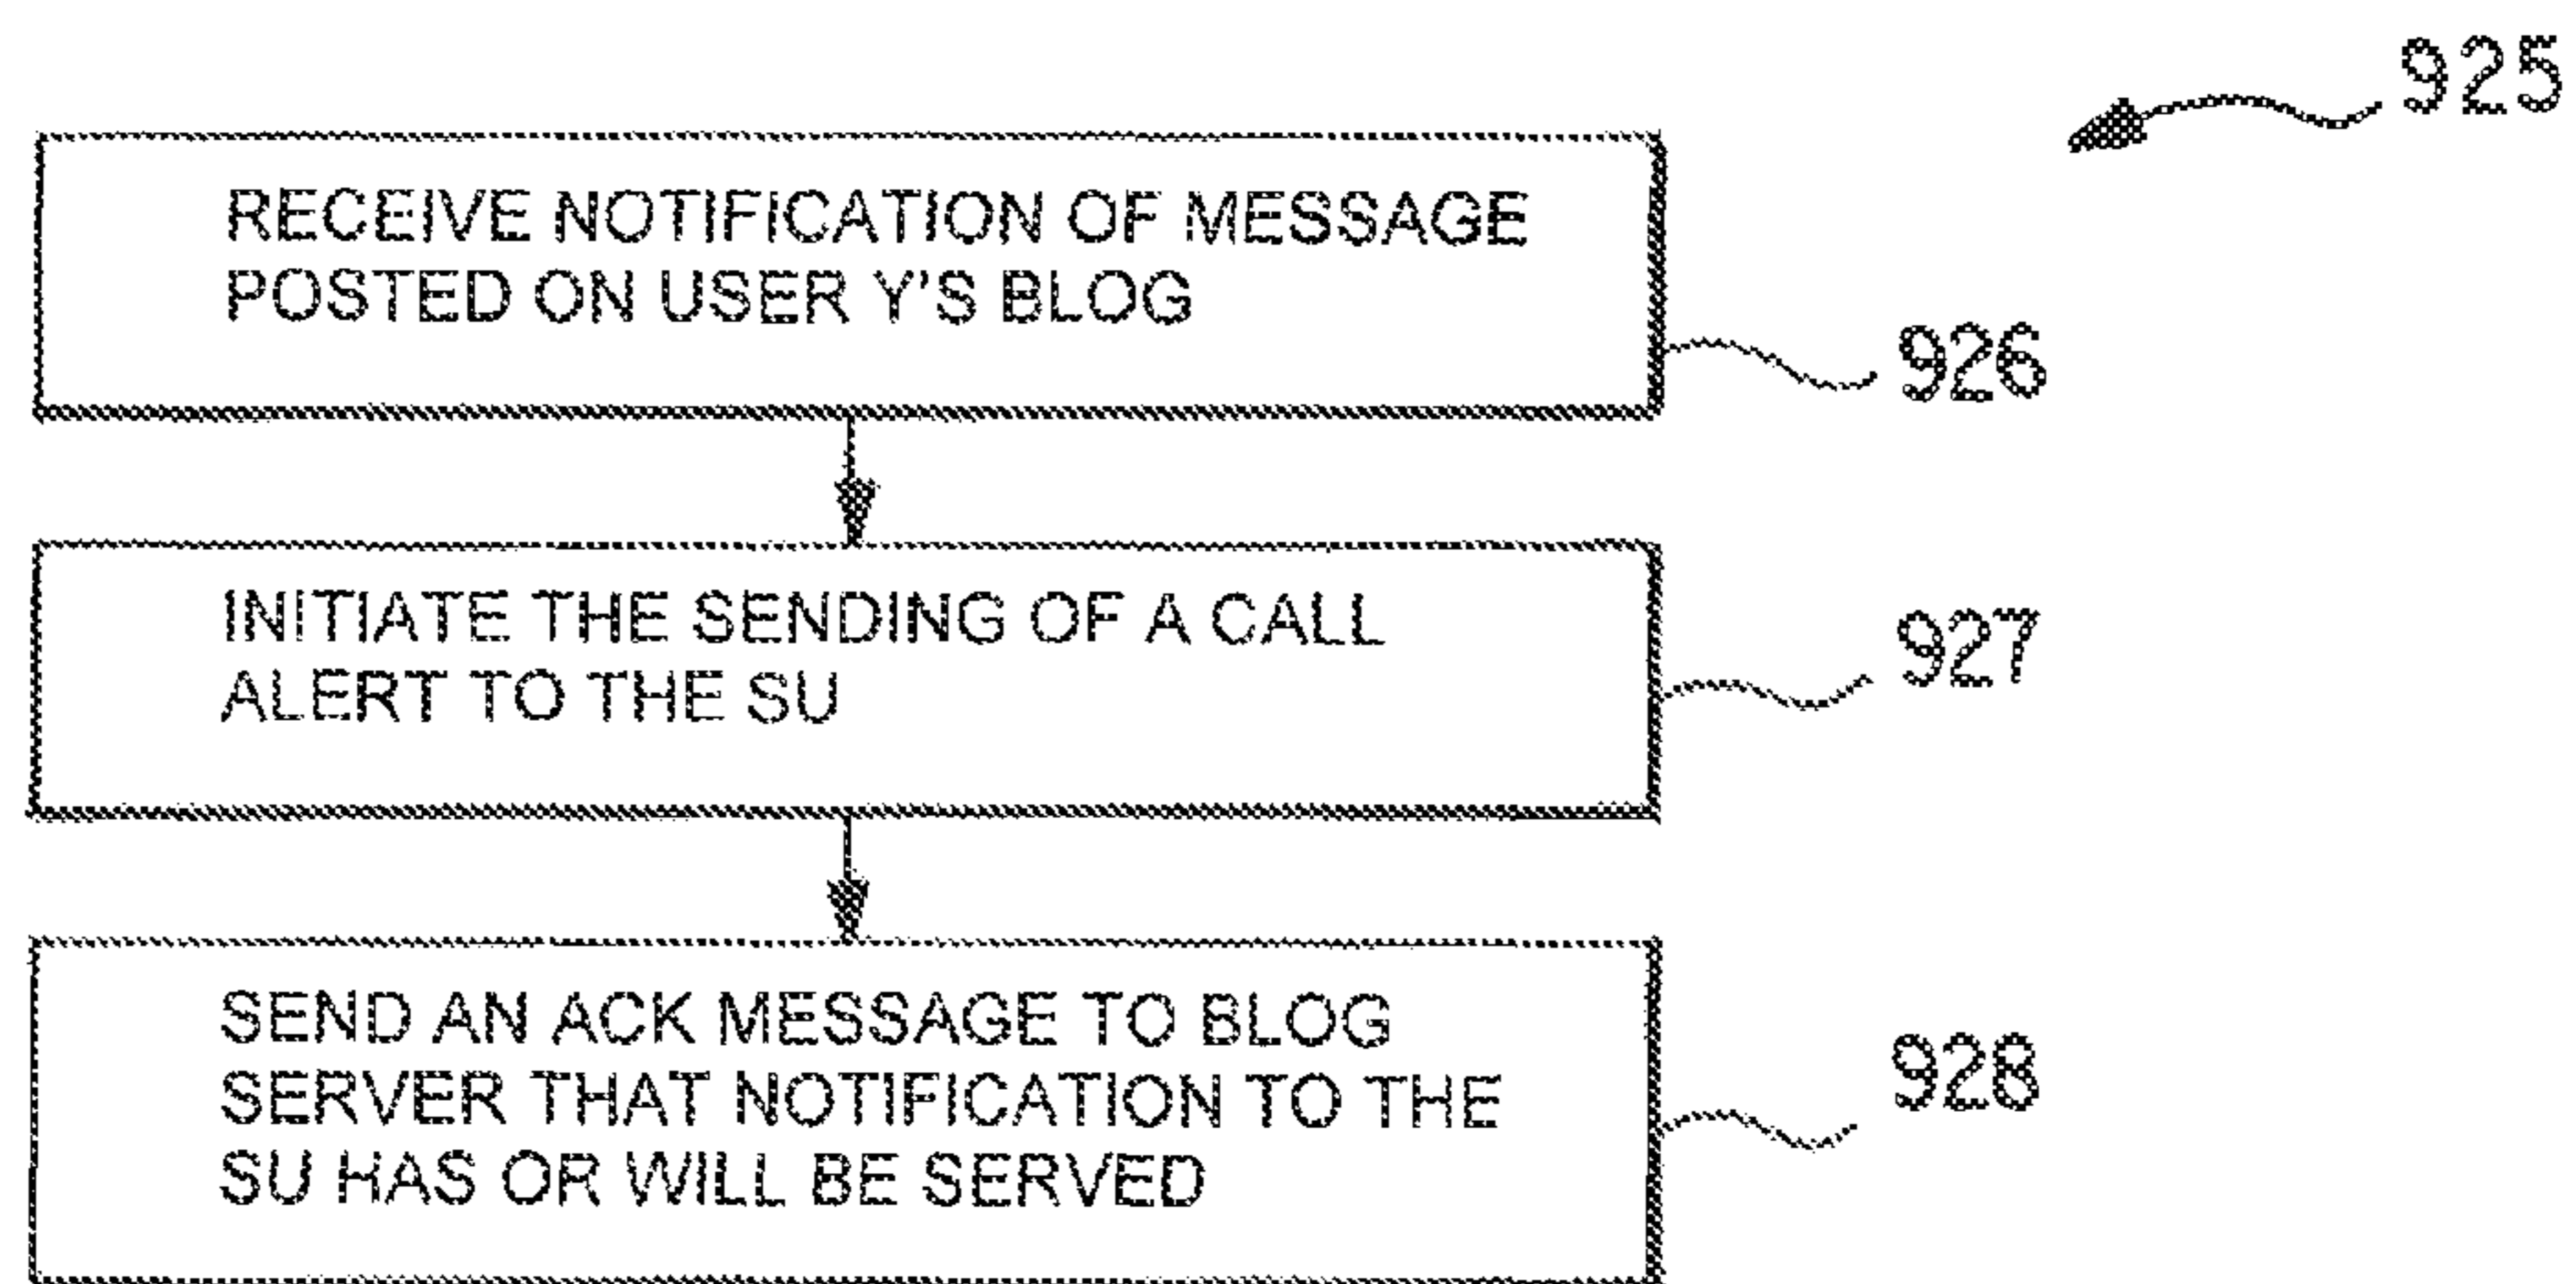 925
RECEIVE NOTIFICATION OF MESSAGE
POSTED ON USER Y'S BLOG
926
INITIATE THE SENDING OF A CALL
ALERT TO THE SU
927
SEND AN ACK MESSAGE TO BLOG
SERVER THAT NOTIFICATION TO THE
SU HAS OR WILL BE SERVED
928